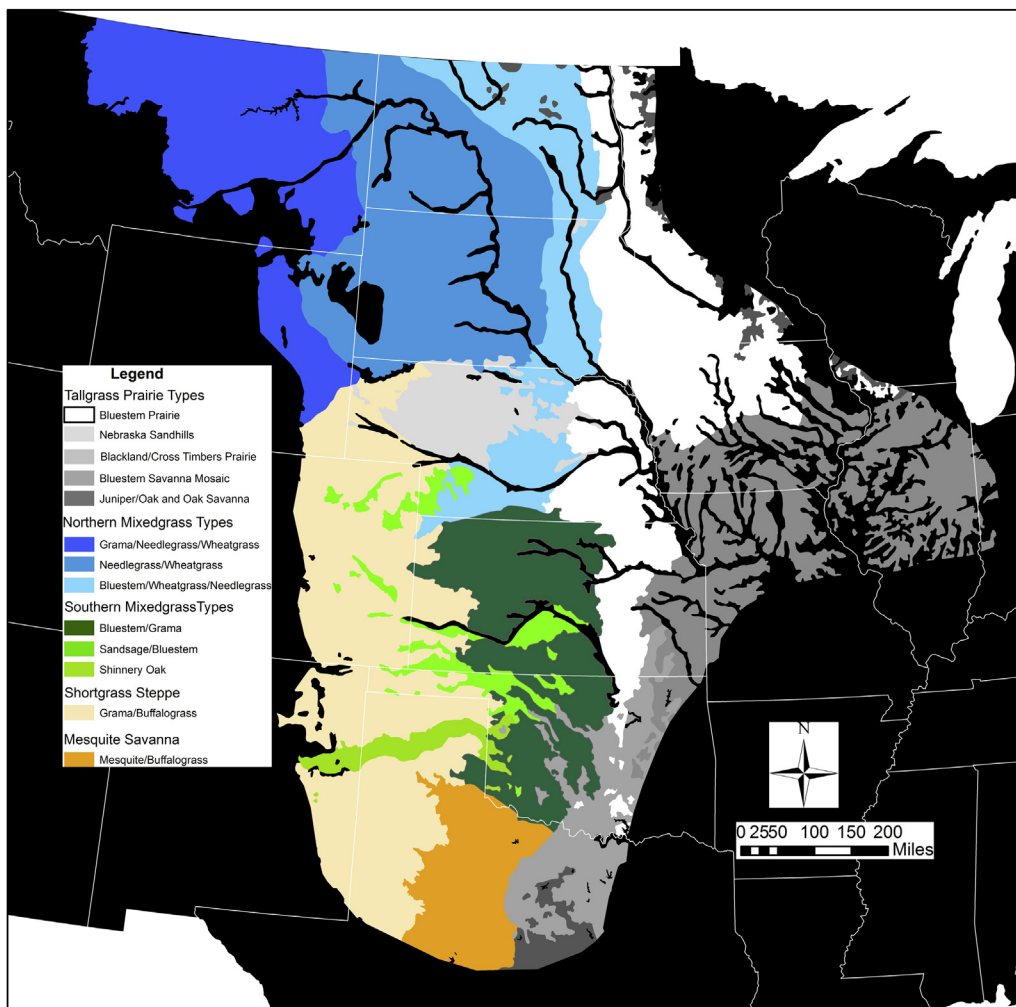 Legend
Tallgrass Prairie Types
Bluestem Prairie
Nebraska Sandhills
Blackland/Cross Timbers Prairie
Bluestem Savanna Mosaic
Juniper/Oak and Oak Savanna
Northern Mixedgrass Types
Grama/Needlegrass/Wheatgrass
Needlegrass/Wheatgrass
Bluestem/Wheatgrass/Needlegrass
Southern MixedgrassTypes
Bluestem/Grama
Sandsage/Bluestem
Shinnery Oak
Shortgrass Steppe
Grama/Buffalograss
Mesquite Savanna
Mesquite/Buffalograss
N
0 2550 100 150 200
Miles